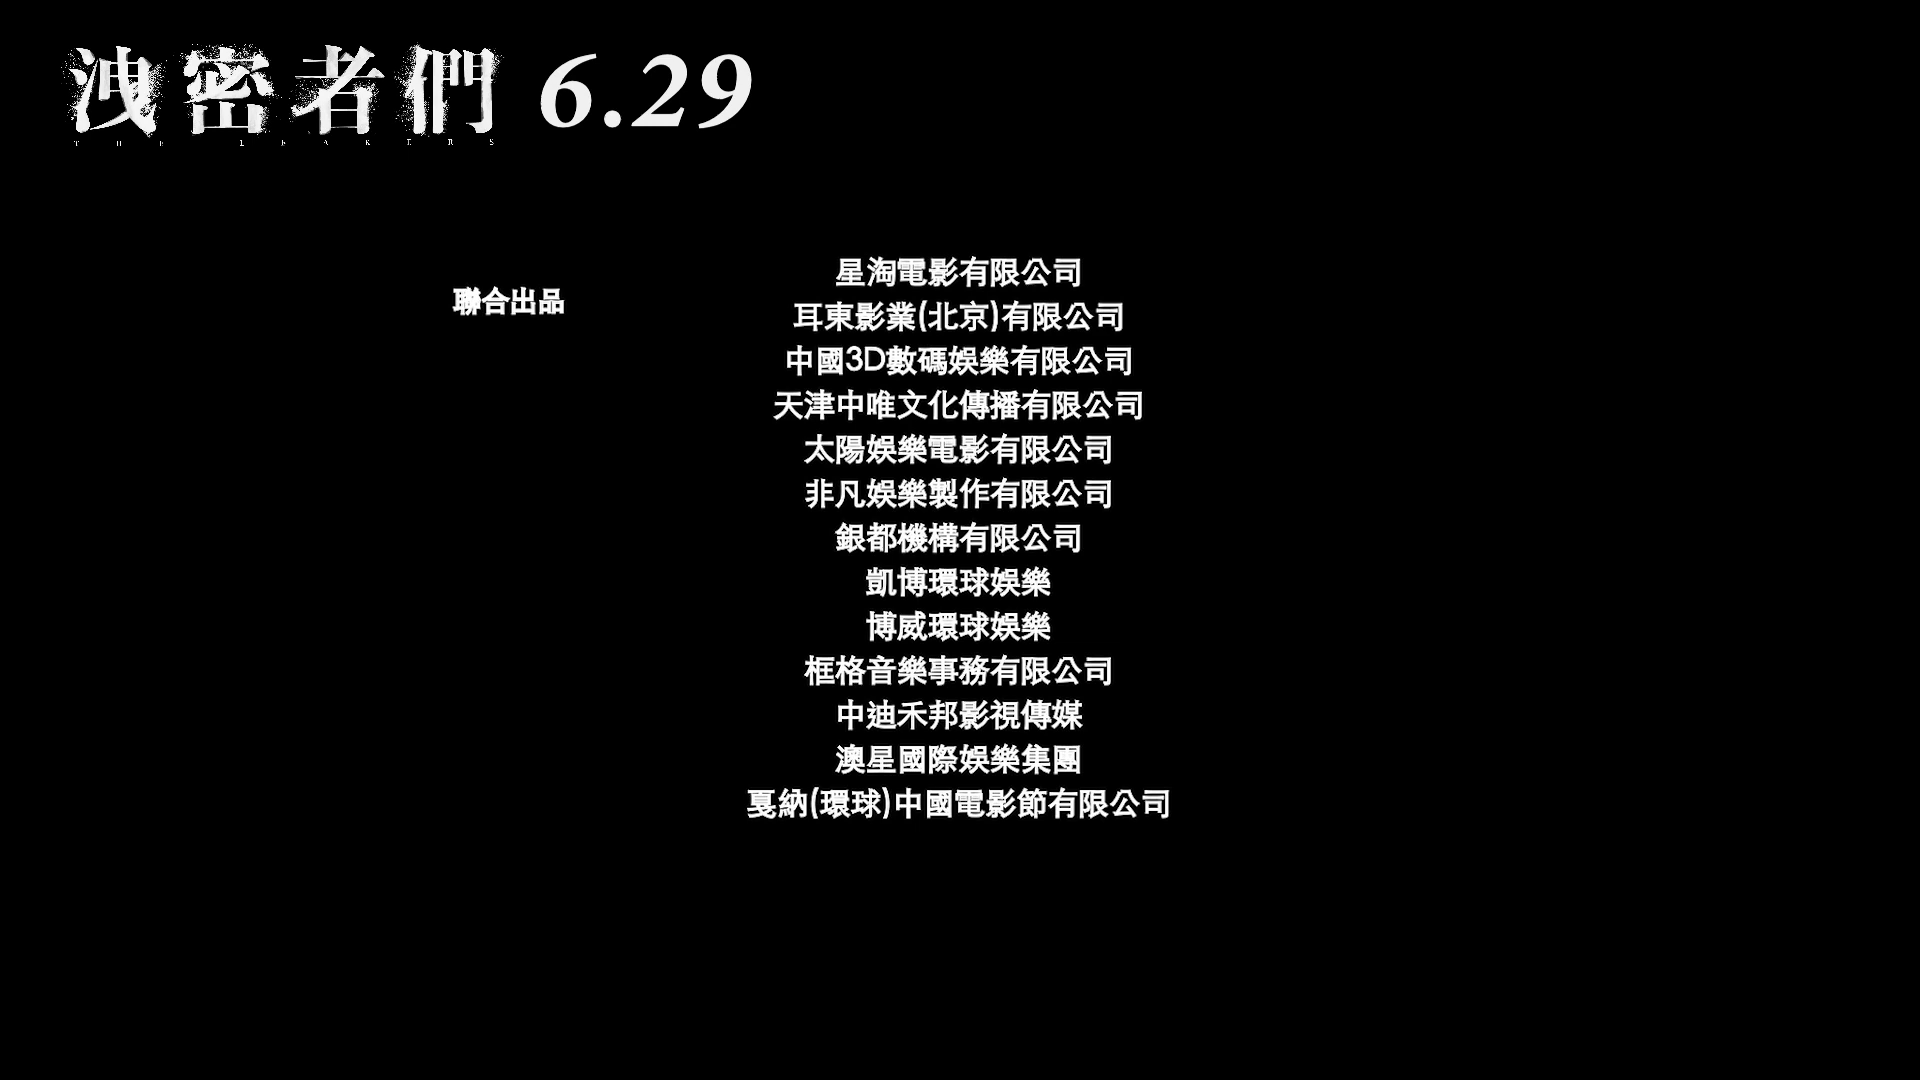 洩密者們 6.29
THE LEAKERS
聯合出品
星淘電影有限公司
耳東影業(北京)有限公司
中國3D數碼娛樂有限公司
天津中唯文化傳播有限公司
太陽娛樂電影有限公司
非凡娛樂製作有限公司
銀都機構有限公司
凱博環球娛樂
博威環球娛樂
框格音樂事務有限公司
中迪禾邦影視傳媒
澳星國際娛樂集團
戛納(環球)中國電影節有限公司